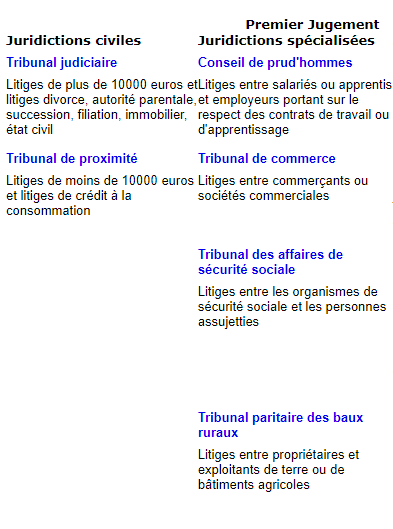 Premier Jugement
Juridictions civiles
Juridictions spécialisées
Tribunal judiciaire
Litiges de plus de 10000 euros et
litiges divorce, autorité parentale,
succession, filiation, immobilier,
état civil
Conseil de prud'hommes
Litiges entre salariés ou apprentis
et employeurs portant sur le
respect des contrats de travail ou
d'apprentissage
Tribunal de proximité
Litiges de moins de 10000 euros
et litiges de crédit à la
consommation
Tribunal de commerce
Litiges entre commerçants ou
sociétés commerciales
Tribunal des affaires de
sécurité sociale
Litiges entre les organismes de
sécurité sociale et les personnes
assujetties
Tribunal paritaire des baux
ruraux
Litiges entre propriétaires et
exploitants de terre ou de
bâtiments agricoles